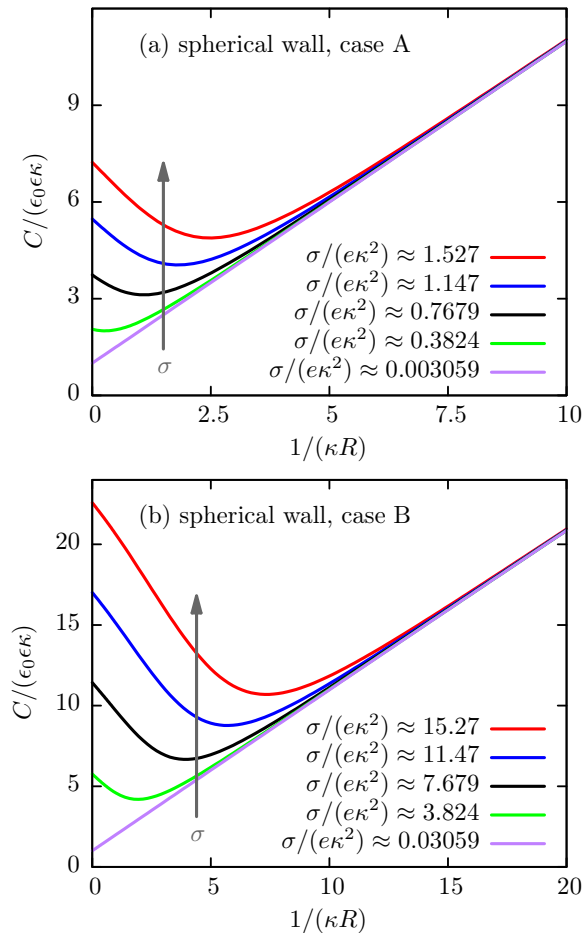 (a) spherical wall, case A
C/(ϵ₀ϵκ)
9
6
3
0
σ/(eκ²) ≈ 1.527
σ/(eκ²) ≈ 1.147
σ/(eκ²) ≈ 0.7679
σ/(eκ²) ≈ 0.3824
σ/(eκ²) ≈ 0.003059
σ
0 2.5 5 7.5 10
1/(κR)
(b) spherical wall, case B
C/(ϵ₀ϵκ)
20
15
10
5
0
σ/(eκ²) ≈ 15.27
σ/(eκ²) ≈ 11.47
σ/(eκ²) ≈ 7.679
σ/(eκ²) ≈ 3.824
σ/(eκ²) ≈ 0.03059
σ
0 5 10 15 20
1/(κR)